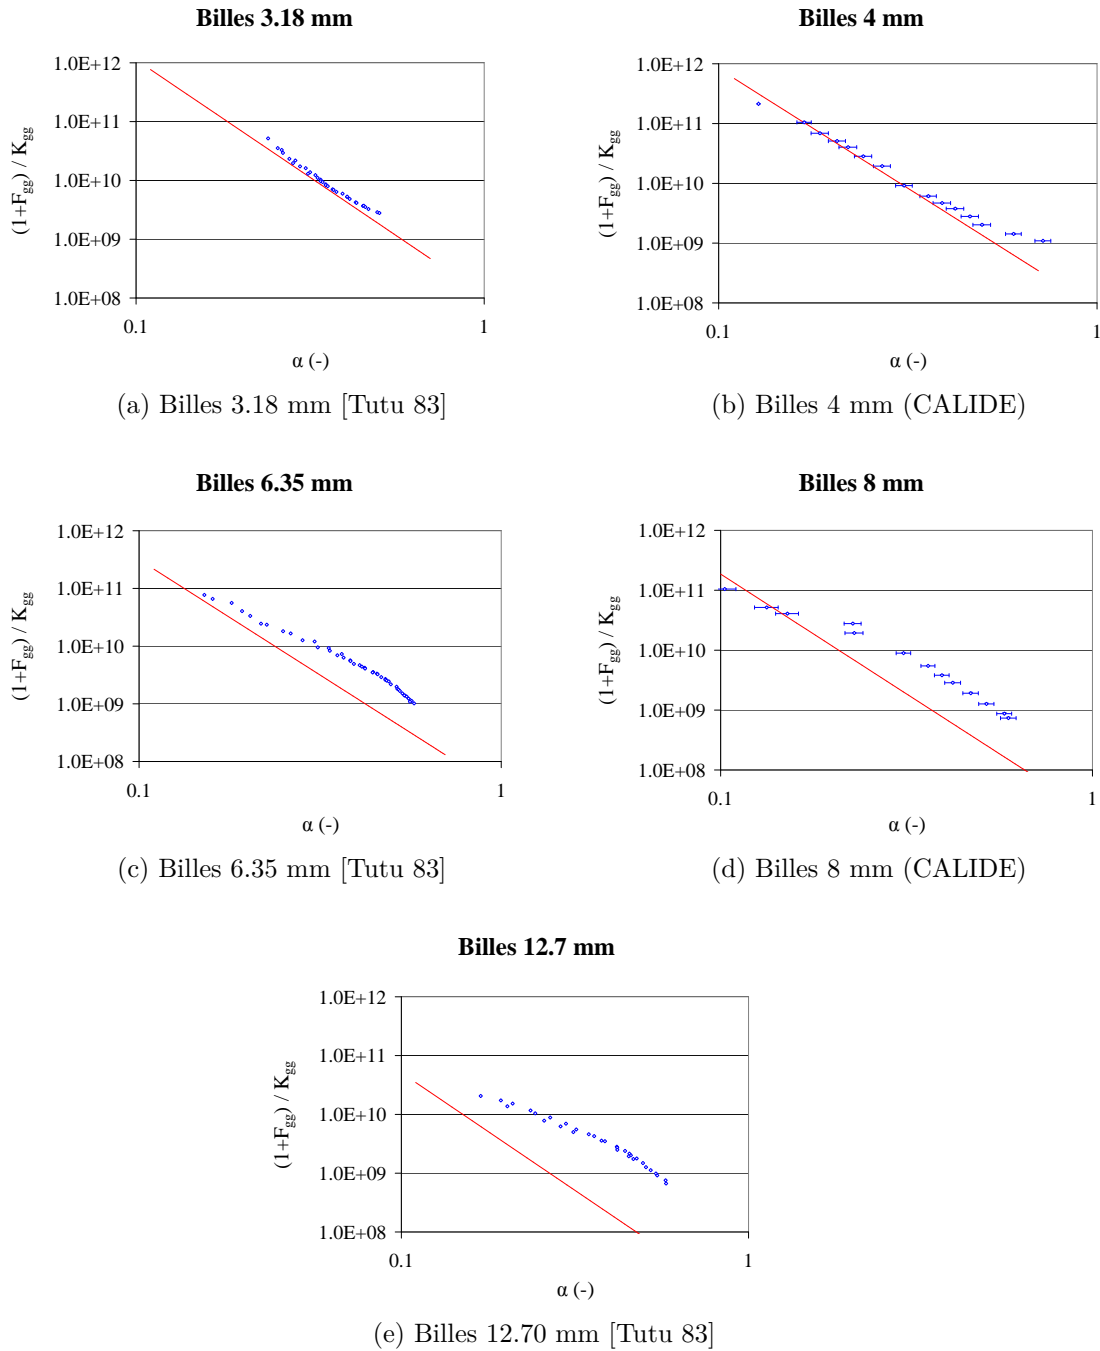 Billes 3.18 mm
1.0E+12
1.0E+11
1.0E+10
1.0E+09
1.0E+08
(1+Fgg) / Kgg
0.1
1
α (-)
(a) Billes 3.18 mm [Tutu 83]
Billes 4 mm
1.0E+12
1.0E+11
1.0E+10
1.0E+09
1.0E+08
(1+Fgg) / Kgg
0.1
1
α (-)
(b) Billes 4 mm (CALIDE)
Billes 6.35 mm
1.0E+12
1.0E+11
1.0E+10
1.0E+09
1.0E+08
(1+Fgg) / Kgg
0.1
1
α (-)
(c) Billes 6.35 mm [Tutu 83]
Billes 8 mm
1.0E+12
1.0E+11
1.0E+10
1.0E+09
1.0E+08
(1+Fgg) / Kgg
0.1
1
α (-)
(d) Billes 8 mm (CALIDE)
Billes 12.7 mm
1.0E+12
1.0E+11
1.0E+10
1.0E+09
1.0E+08
(1+Fgg) / Kgg
0.1
1
α (-)
(e) Billes 12.70 mm [Tutu 83]